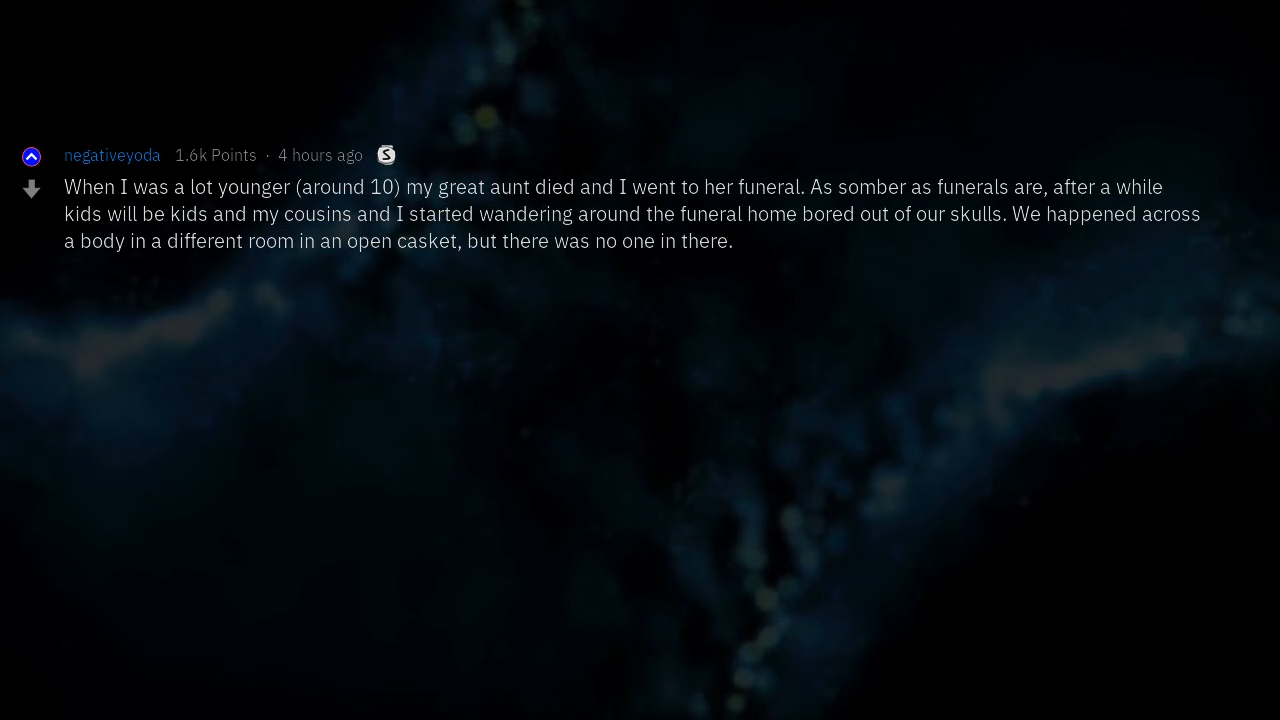 negativeyoda 1.6k Points · 4 hours ago S
When I was a lot younger (around 10) my great aunt died and I went to her funeral. As somber as funerals are, after a while
kids will be kids and my cousins and I started wandering around the funeral home bored out of our skulls. We happened across
a body in a different room in an open casket, but there was no one in there.